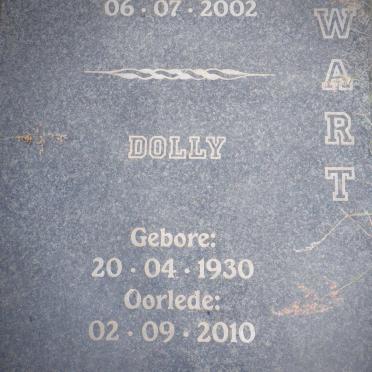 06 · 07 · 2002
DOLLY
Gebore:
20 · 04 · 1930
Oorlede:
02 · 09 · 2010
W
A
R
T